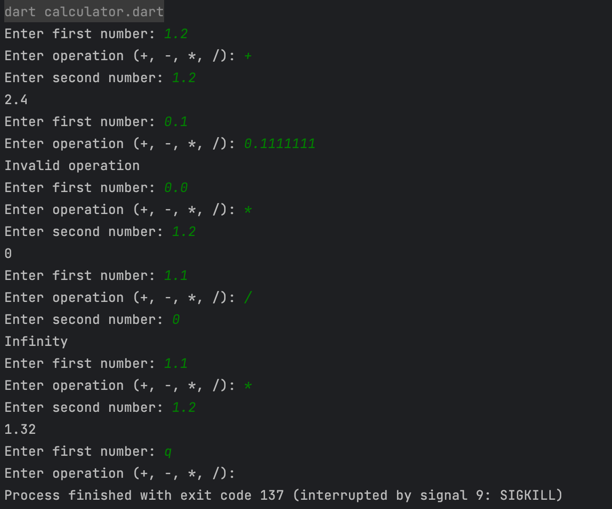 dart calculator.dart
Enter first number: 1.2
Enter operation (+, -, *, /): +
Enter second number: 1.2
2.4
Enter first number: 0.1
Enter operation (+, -, *, /): 0.1111111
Invalid operation
Enter first number: 0.0
Enter operation (+, -, *, /): *
Enter second number: 1.2
0
Enter first number: 1.1
Enter operation (+, -, *, /): /
Enter second number: 0
Infinity
Enter first number: 1.1
Enter operation (+, -, *, /): *
Enter second number: 1.2
1.32
Enter first number: q
Enter operation (+, -, *, /):
Process finished with exit code 137 (interrupted by signal 9: SIGKILL)